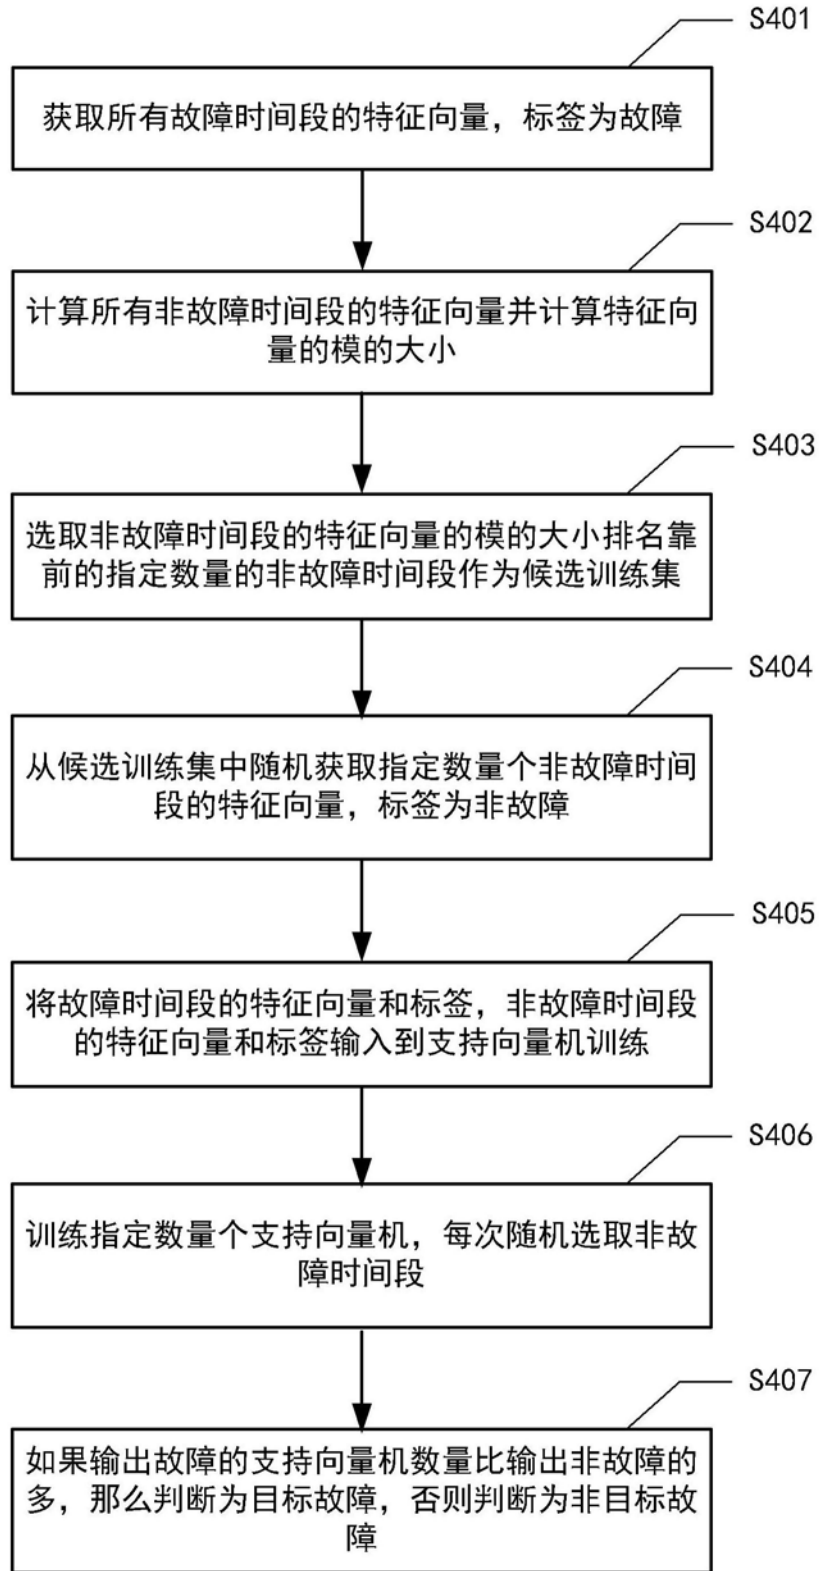 S401
获取所有故障时间段的特征向量，标签为故障
S402
计算所有非故障时间段的特征向量并计算特征向
量的模的大小
S403
选取非故障时间段的特征向量的模的大小排名靠
前的指定数量的非故障时间段作为候选训练集
S404
从候选训练集中随机获取指定数量个非故障时间
段的特征向量，标签为非故障
S405
将故障时间段的特征向量和标签，非故障时间段
的特征向量和标签输入到支持向量机训练
S406
训练指定数量个支持向量机，每次随机选取非故
障时间段
S407
如果输出故障的支持向量机数量比输出非故障的
多，那么判断为目标故障，否则判断为非目标故
障